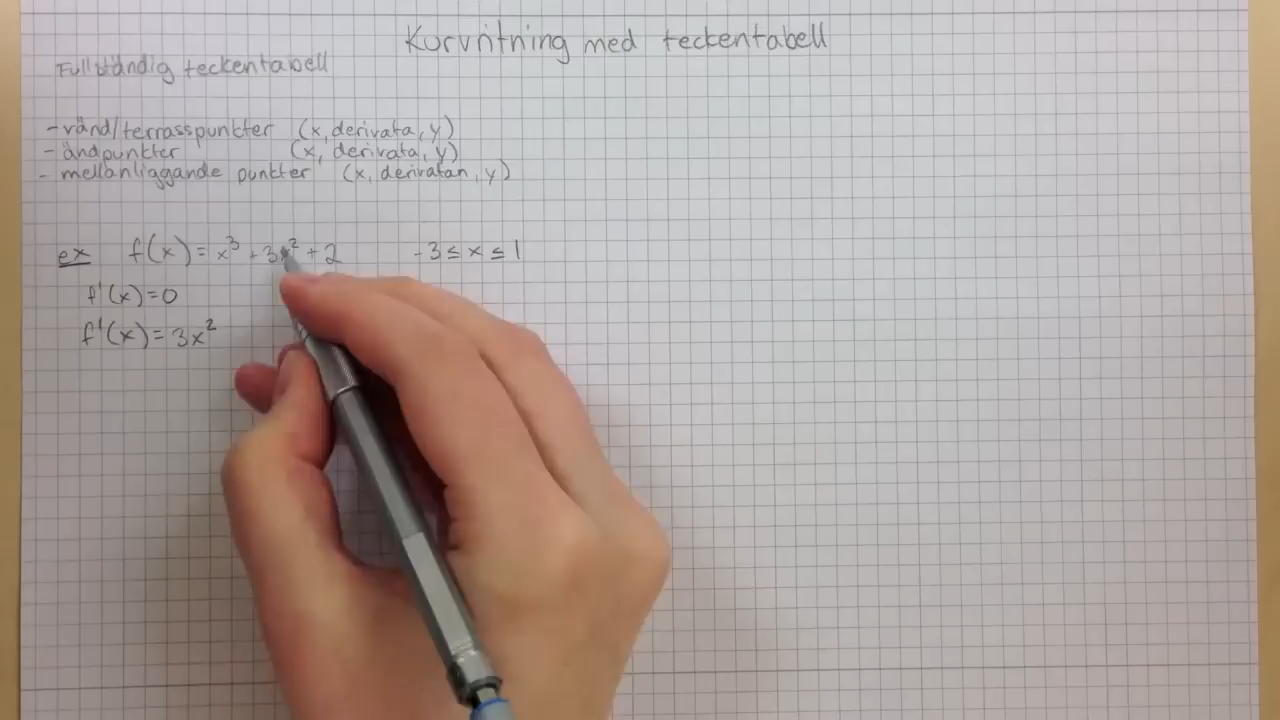 Kurvritning med teckentabell
Fullständig teckentabell
- vänd/terrasspunkter (x, derivata, y)
- ändpunkter (x, derivata, y)
- mellanliggande punkter (x, derivatan, y)
ex f(x) = x³ + 3x² + 2 -3 ≤ x ≤ 1
f'(x) = 0
f'(x) = 3x²